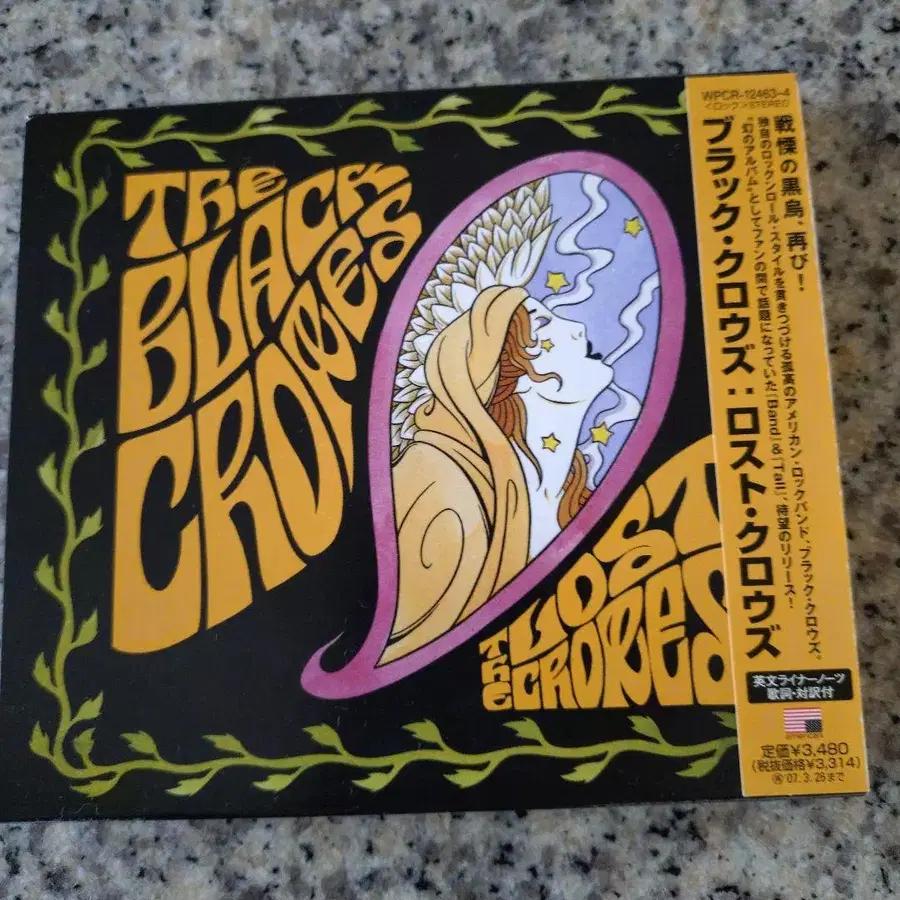 THE
BLACK
CROWES
THE LOST
CROWES
WPCR-12463~4
<ロック>STEREO
戦慄の黒烏、再び!
独自のロックンロール・スタイルを貫きつづける孤高のアメリカン・ロックバンド、ブラック・クロウズ。
"幻のアルバム"としてファンの間で話題になっていた「Band」&「Tall」、待望のリリース!
ブラック・クロウズ:ロスト・クロウズ
英文ライナーノーツ
歌詞・対訳付
american
定価¥3,480
(税抜価格¥3,314)
'07.3.26まで